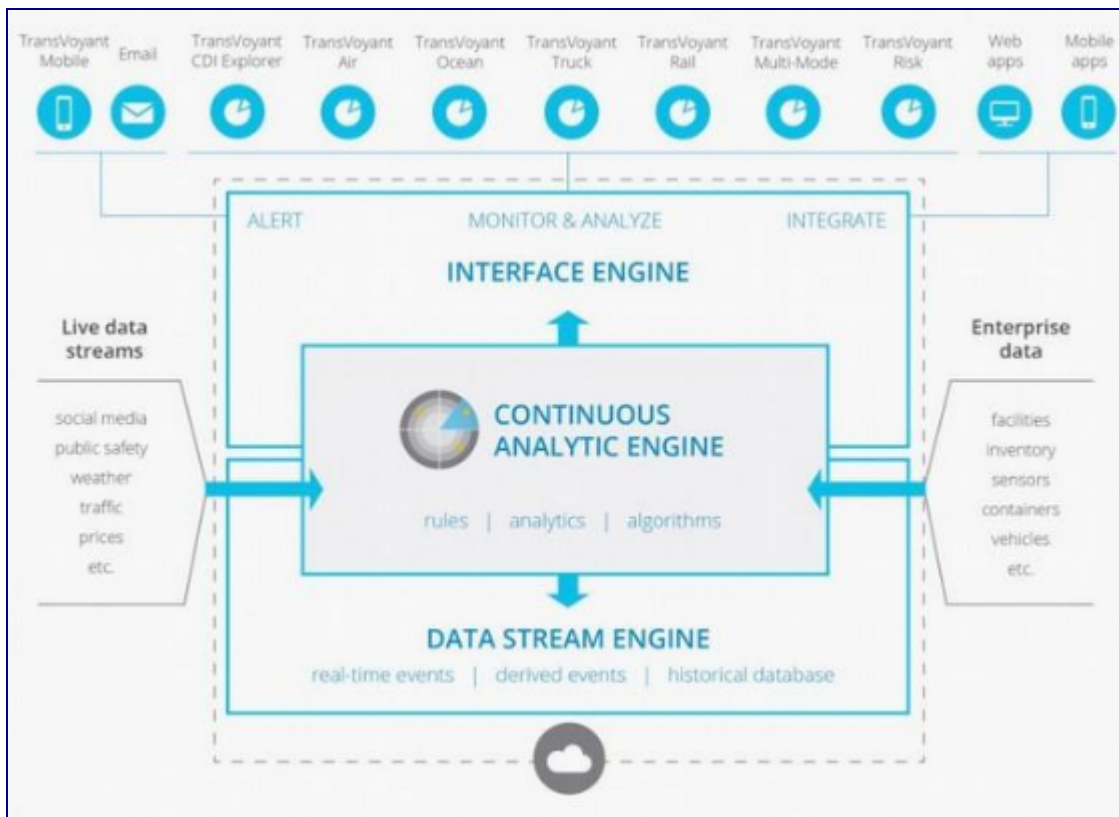 TransVoyant
Mobile
Email
TransVoyant
CDI Explorer
TransVoyant
Air
TransVoyant
Ocean
TransVoyant
Truck
TransVoyant
Rail
TransVoyant
Multi-Mode
TransVoyant
Risk
Web
apps
Mobile
apps
ALERT
MONITOR & ANALYZE
INTEGRATE
INTERFACE ENGINE
Live data
streams
social media
public safety
weather
traffic
prices
etc.
CONTINUOUS
ANALYTIC ENGINE
rules | analytics | algorithms
Enterprise
data
facilities
inventory
sensors
containers
vehicles
etc.
DATA STREAM ENGINE
real-time events | derived events | historical database